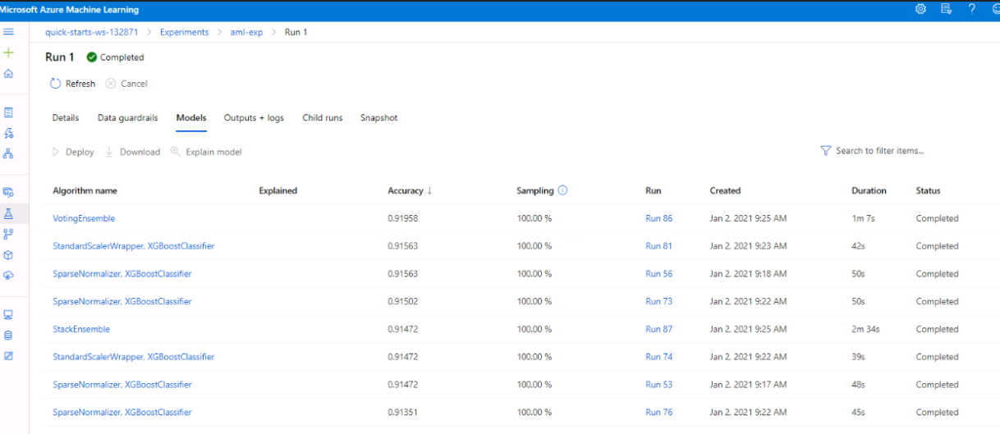 Microsoft Azure Machine Learning
quick-starts-ws-132871 > Experiments > aml-exp > Run 1
Run 1 Completed
Refresh Cancel
Details Data guardrails Models Outputs + logs Child runs Snapshot
Deploy Download Explain model Search to filter items...
Algorithm name Explained Accuracy ↓ Sampling Run Created Duration Status
VotingEnsemble 0.91958 100.00 % Run 86 Jan 2, 2021 9:25 AM 1m 7s Completed
StandardScalerWrapper, XGBoostClassifier 0.91563 100.00 % Run 81 Jan 2, 2021 9:23 AM 42s Completed
SparseNormalizer, XGBoostClassifier 0.91563 100.00 % Run 56 Jan 2, 2021 9:18 AM 50s Completed
SparseNormalizer, XGBoostClassifier 0.91502 100.00 % Run 73 Jan 2, 2021 9:22 AM 50s Completed
StackEnsemble 0.91472 100.00 % Run 87 Jan 2, 2021 9:25 AM 2m 34s Completed
StandardScalerWrapper, XGBoostClassifier 0.91472 100.00 % Run 74 Jan 2, 2021 9:22 AM 39s Completed
SparseNormalizer, XGBoostClassifier 0.91472 100.00 % Run 53 Jan 2, 2021 9:17 AM 48s Completed
SparseNormalizer, XGBoostClassifier 0.91351 100.00 % Run 76 Jan 2, 2021 9:22 AM 45s Completed